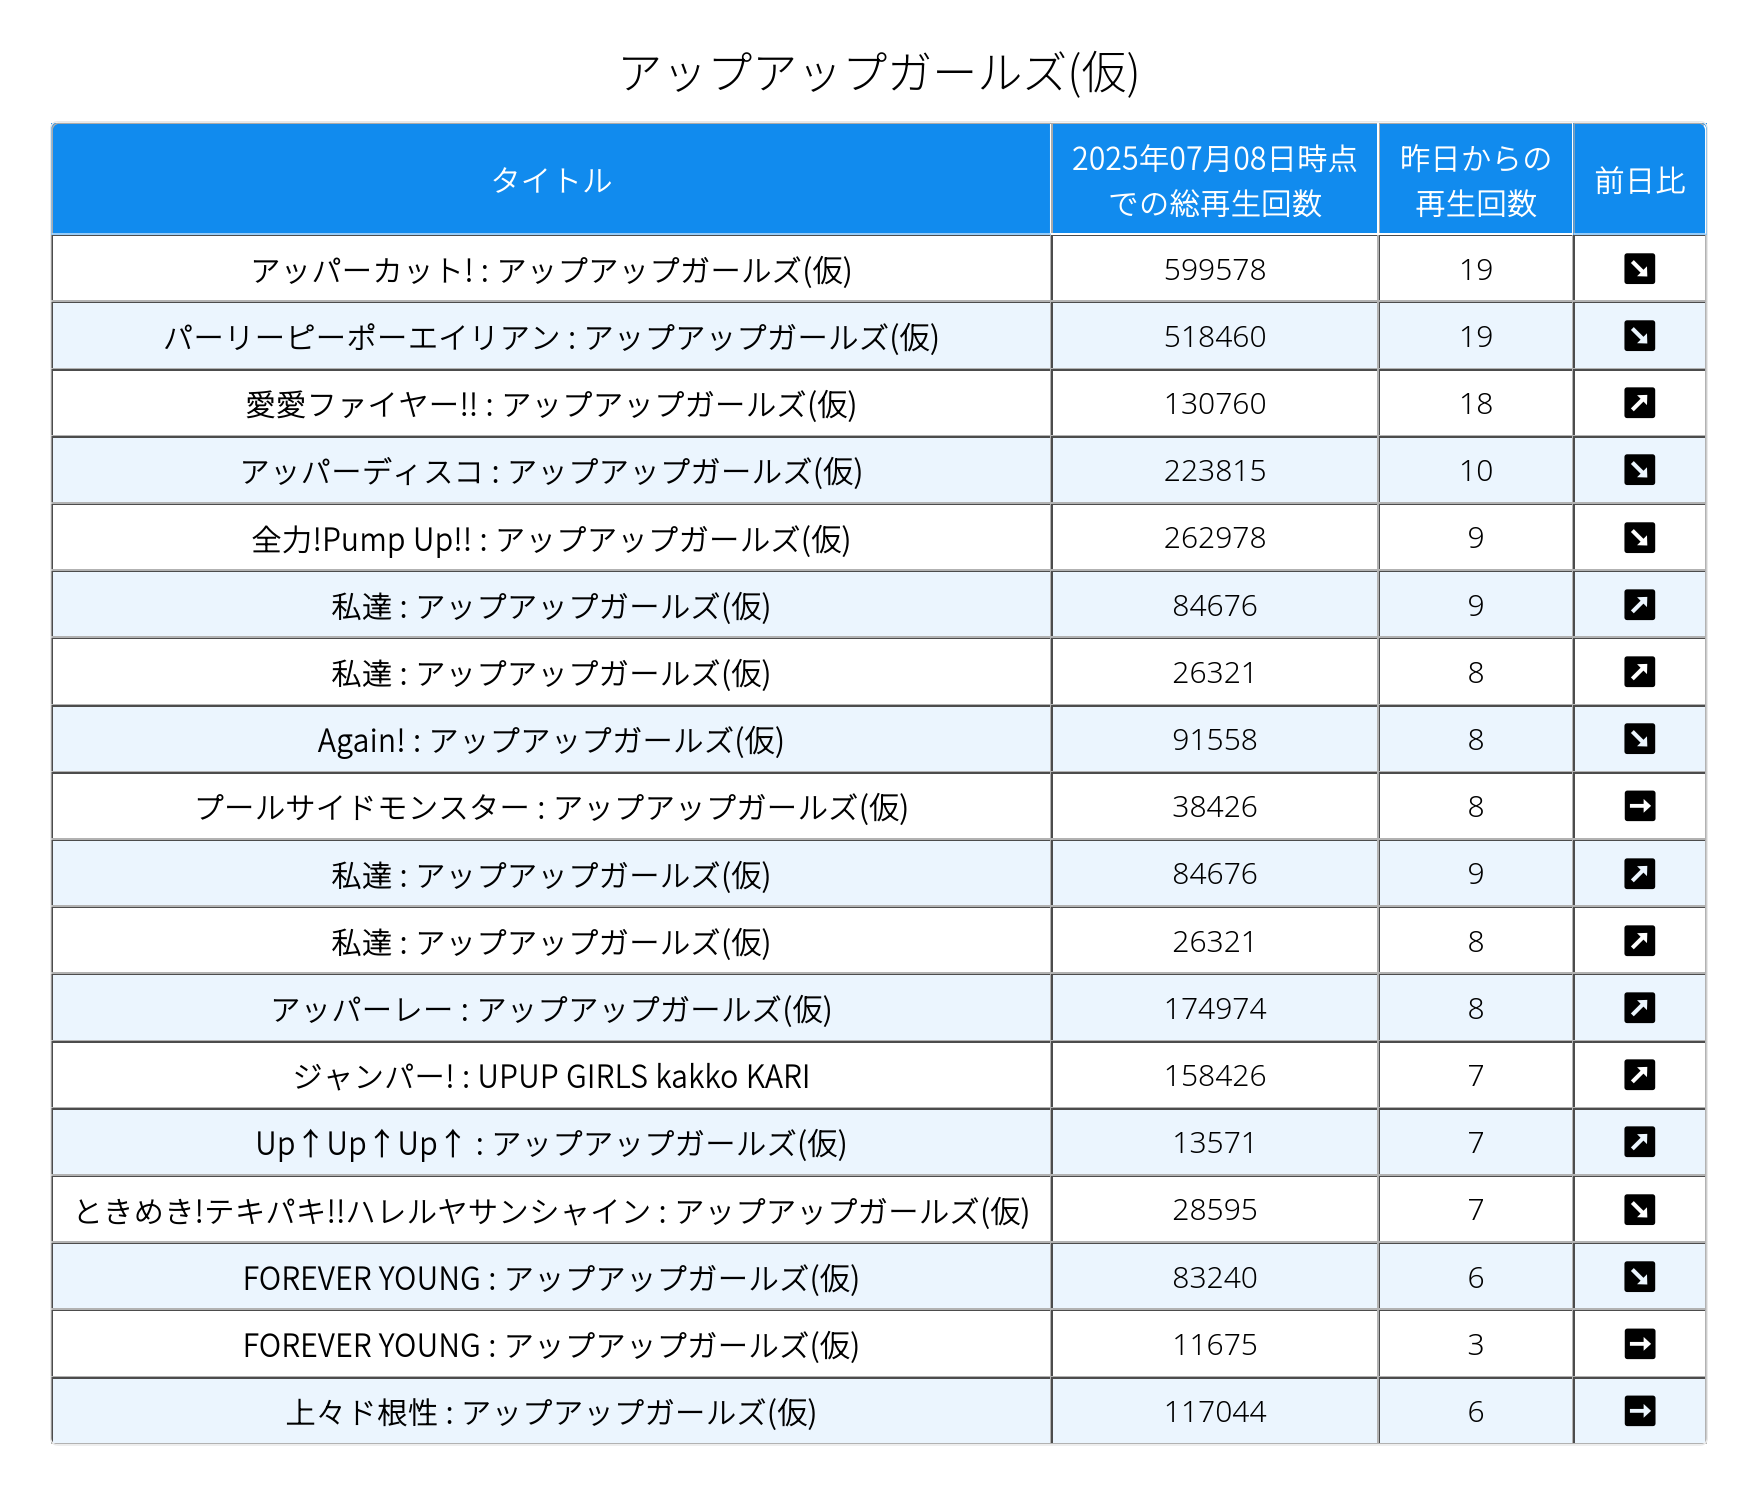 アップアップガールズ(仮)
タイトル 2025年07月08日時点での総再生回数 昨日からの再生回数 前日比
アッパーカット! : アップアップガールズ(仮) 599578 19 ↘
パーリーピーポーエイリアン : アップアップガールズ(仮) 518460 19 ↘
愛愛ファイヤー!! : アップアップガールズ(仮) 130760 18 ↗
アッパーディスコ : アップアップガールズ(仮) 223815 10 ↘
全力!Pump Up!! : アップアップガールズ(仮) 262978 9 ↘
私達 : アップアップガールズ(仮) 84676 9 ↗
私達 : アップアップガールズ(仮) 26321 8 ↗
Again! : アップアップガールズ(仮) 91558 8 ↘
プールサイドモンスター : アップアップガールズ(仮) 38426 8 →
私達 : アップアップガールズ(仮) 84676 9 ↗
私達 : アップアップガールズ(仮) 26321 8 ↗
アッパーレー : アップアップガールズ(仮) 174974 8 ↗
ジャンパー! : UPUP GIRLS kakko KARI 158426 7 ↗
Up↑Up↑Up↑ : アップアップガールズ(仮) 13571 7 ↗
ときめき!テキパキ!!ハレルヤサンシャイン : アップアップガールズ(仮) 28595 7 ↘
FOREVER YOUNG : アップアップガールズ(仮) 83240 6 ↘
FOREVER YOUNG : アップアップガールズ(仮) 11675 3 →
上々ド根性 : アップアップガールズ(仮) 117044 6 →